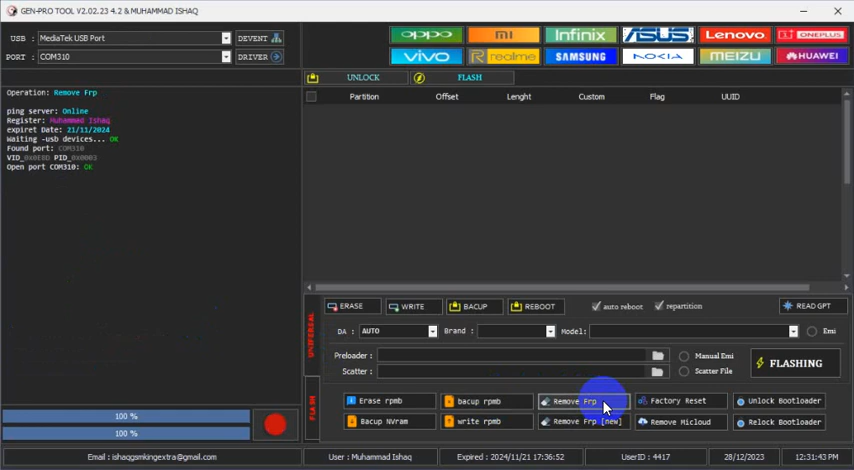 GEN-PRO TOOL V2.02.23 4.2 & MUHAMMAD ISHAQ
USB : MediaTek USB Port DEVENT
PORT : COM310 DRIVER
oppo mi Infinix ASUS Lenovo ONEPLUS
vivo realme SAMSUNG NOKIA MEIZU HUAWEI
Operation: Remove Frp
ping server: Online
Register: Muhammad Ishaq
expiret Date: 21/11/2024
Waiting -usb devices... OK
Found port: COM310
VID_0x0E8D PID_0x0003
Open port COM310: OK
UNLOCK FLASH
Partition Offset Lenght Custom Flag UUID
ERASE WRITE BACUP REBOOT auto reboot repartition READ GPT
UNIVEREAL
DA : AUTO Brand : Model: Emi
Preloader : Manual Emi
Scatter : Scatter File
FLASHING
FLASH
Erase rpmb bacup rpmb Remove Frp Factory Reset Unlock Bootloader
Bacup NVram write rpmb Remove Frp [new] Remove Micloud Relock Bootloader
100 %
100 %
Email : ishaqgsmkingextra@gmail.com User : Muhammad Ishaq Expired : 2024/11/21 17:36:52 UserID : 4417 28/12/2023 12:31:43 PM